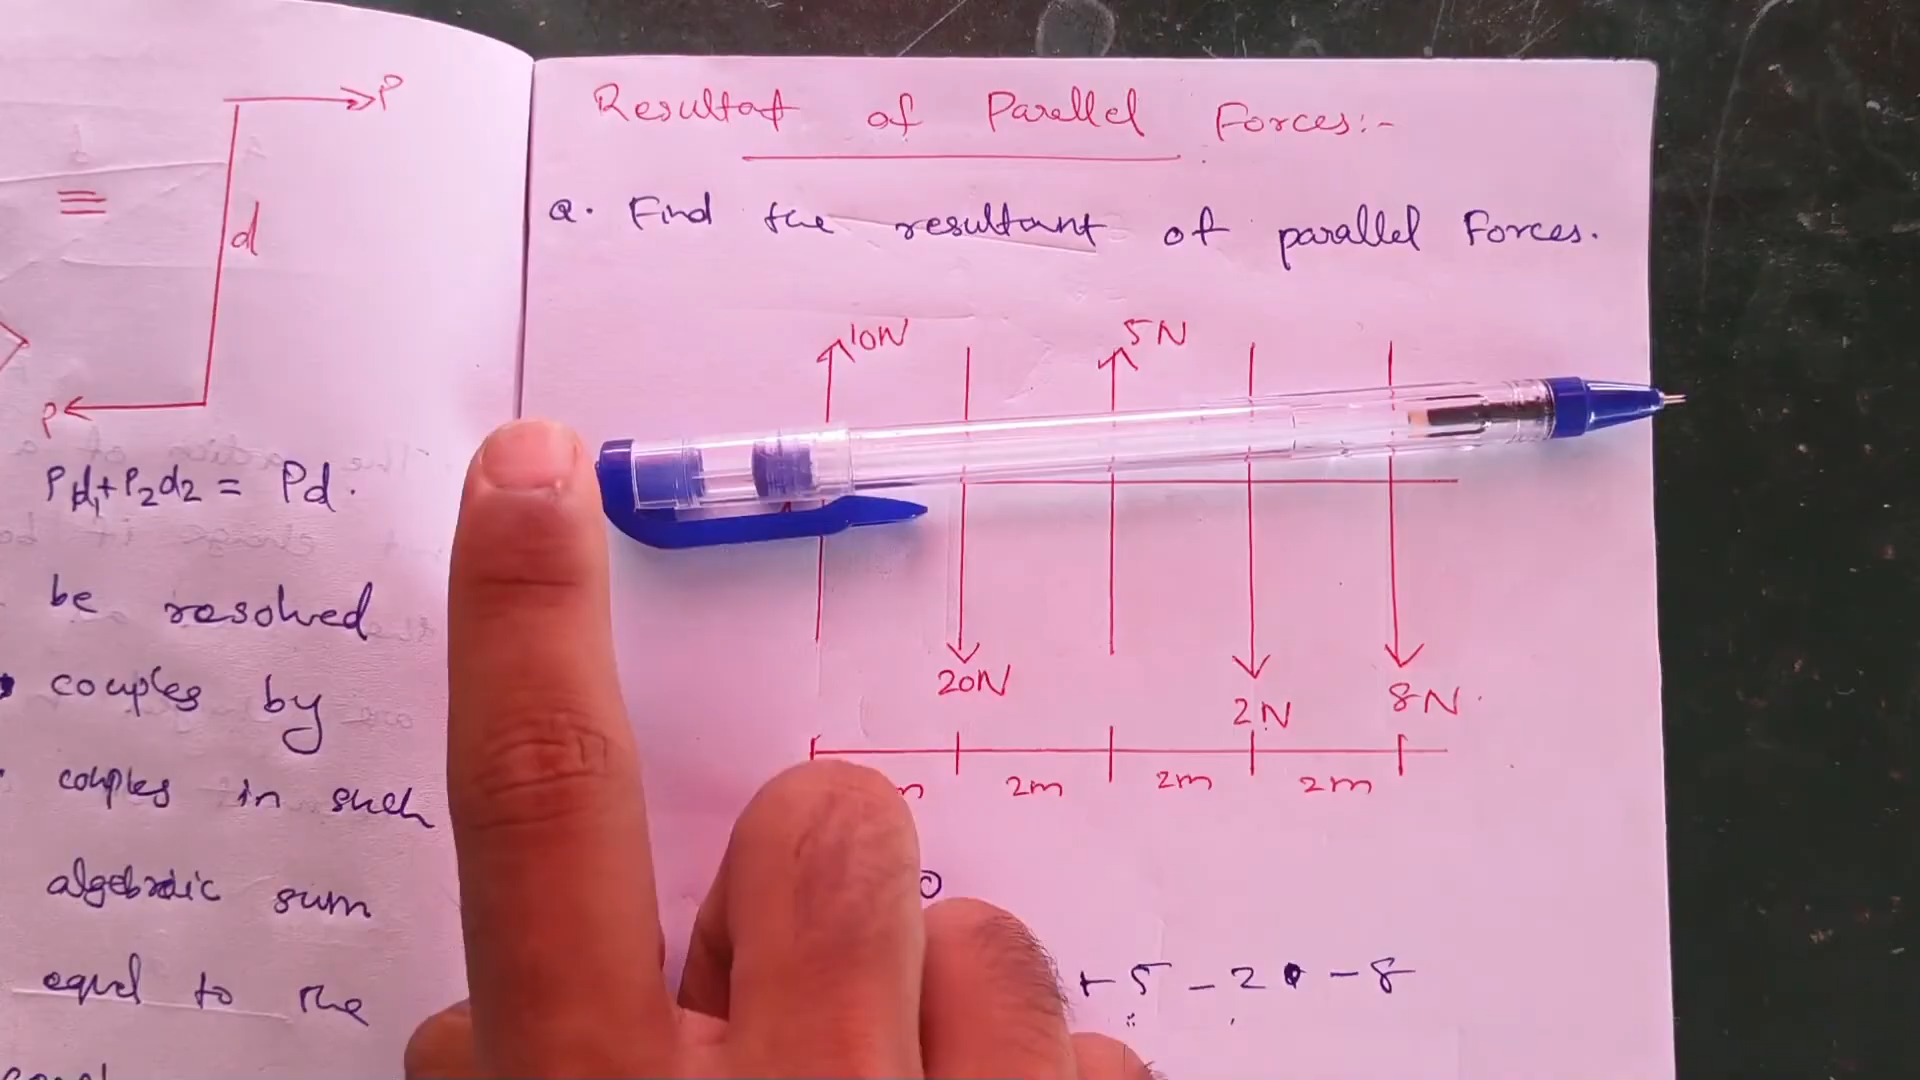 P
≡
d
P
Pd1+P2d2 = Pd.
be resolved
couples by
couples in such
algebraic sum
equal to the
Resultat of Parellel Forces:-
Q. Find the resultant of parallel Forces.
10N 5N
20N 2N 8N.
2m 2m 2m
+ 5 - 2 - 8